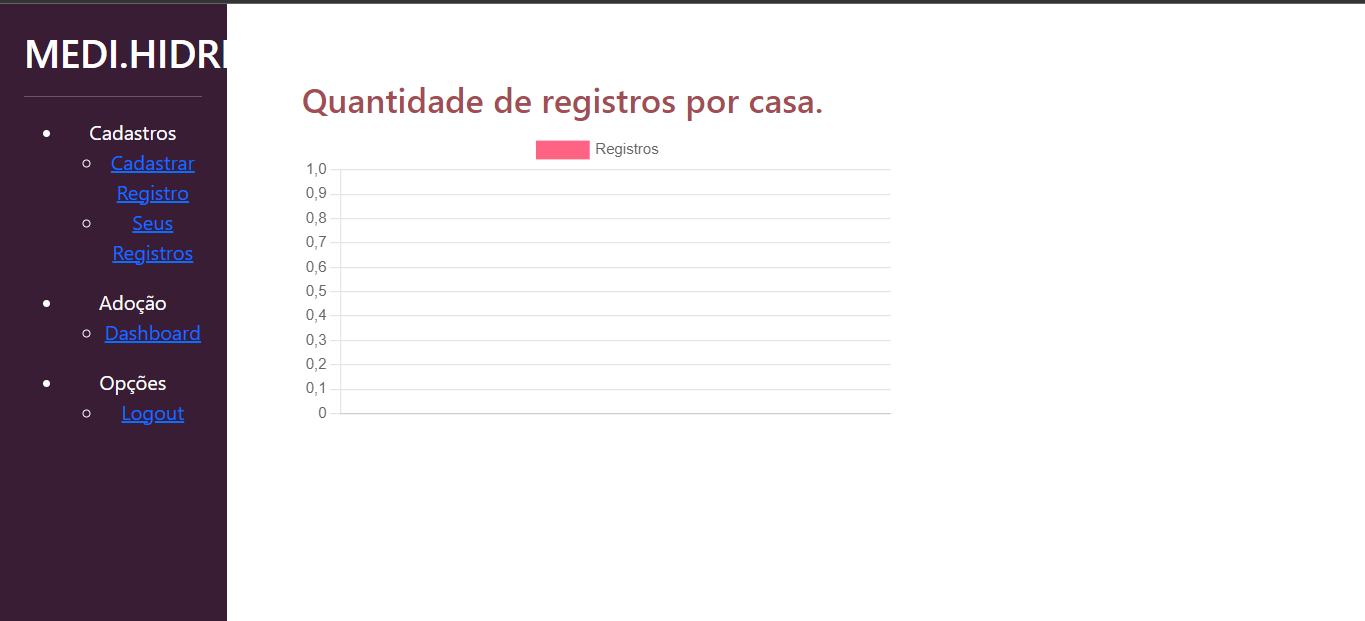 MEDI.HIDRI
Cadastros
Cadastrar
Registro
Seus
Registros
Adoção
Dashboard
Opções
Logout
Quantidade de registros por casa.
Registros
1,0
0,9
0,8
0,7
0,6
0,5
0,4
0,3
0,2
0,1
0